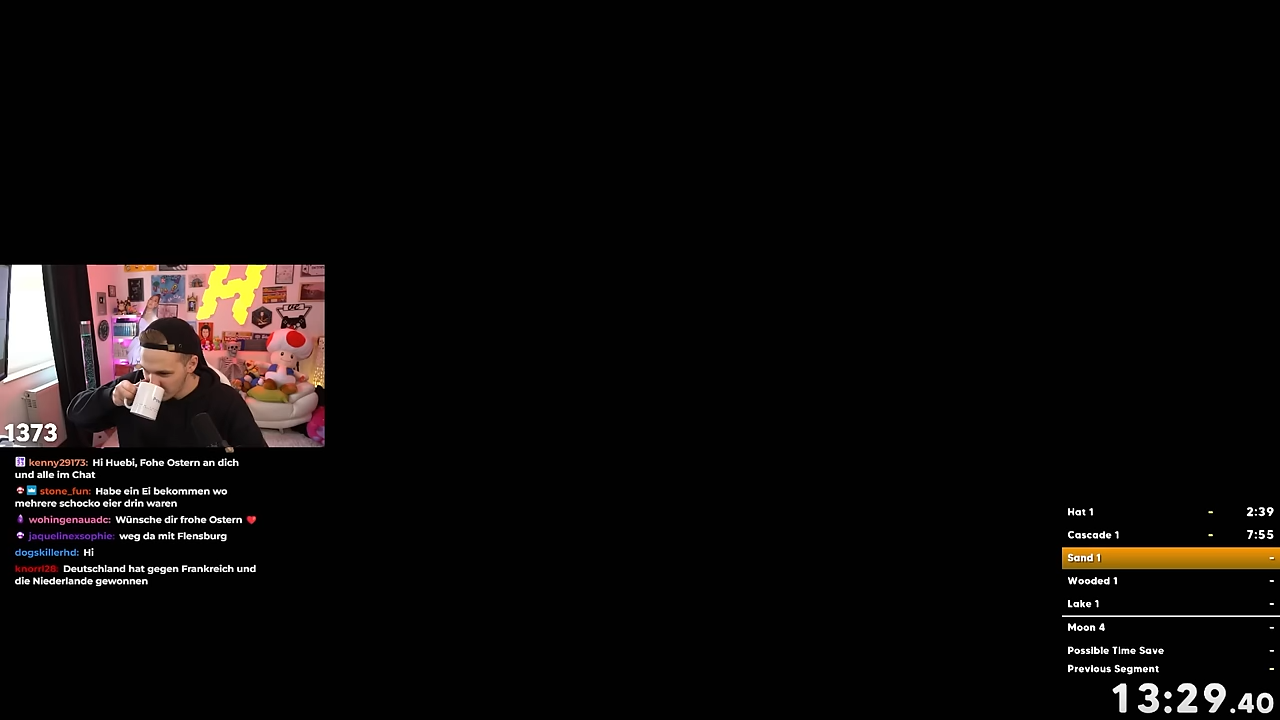 1373
kenny29173: Hi Huebi, Fohe Ostern an dich
und alle im Chat
stone_fun: Habe ein Ei bekommen wo
mehrere schocko eier drin waren
wohingenauadc: Wünsche dir frohe Ostern ❤️
jaquelinexsophie: weg da mit Flensburg
dogskillerhd: Hi
knorrl28: Deutschland hat gegen Frankreich und
die Niederlande gewonnen
Hat 1 - 2:39
Cascade 1 - 7:55
Sand 1 -
Wooded 1 -
Lake 1 -
Moon 4 -
Possible Time Save -
Previous Segment -
13:29.40